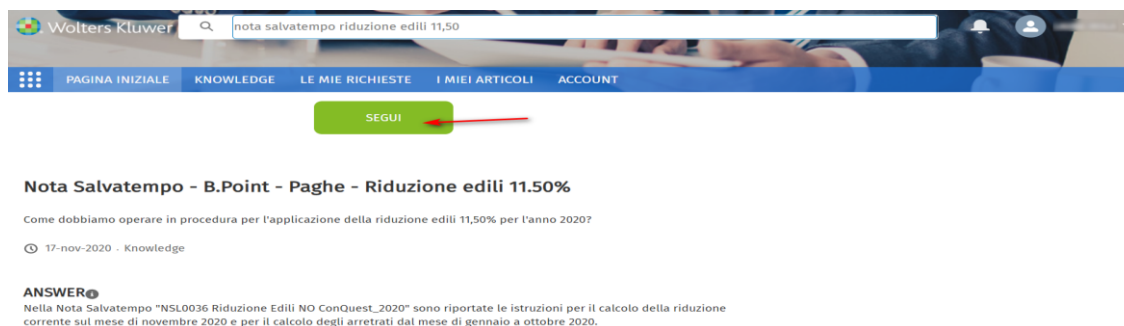 Wolters Kluwer
nota salvatempo riduzione edili 11,50
PAGINA INIZIALE KNOWLEDGE LE MIE RICHIESTE I MIEI ARTICOLI ACCOUNT
SEGUI
Nota Salvatempo - B.Point - Paghe - Riduzione edili 11.50%
Come dobbiamo operare in procedura per l'applicazione della riduzione edili 11,50% per l'anno 2020?
17-nov-2020 - Knowledge
ANSWER
Nella Nota Salvatempo "NSL0036 Riduzione Edili NO ConQuest_2020" sono riportate le istruzioni per il calcolo della riduzione
corrente sul mese di novembre 2020 e per il calcolo degli arretrati dal mese di gennaio a ottobre 2020.